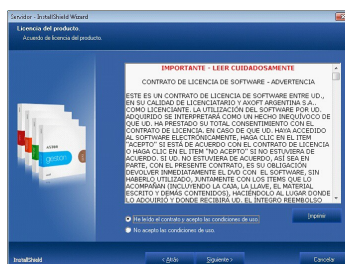 Servidor - InstallShield Wizard
Licencia del producto.
Acuerdo de licencia del producto.
IMPORTANTE - LEER CUIDADOSAMENTE
CONTRATO DE LICENCIA DE SOFTWARE - ADVERTENCIA
ESTE ES UN CONTRATO DE LICENCIA DE SOFTWARE ENTRE UD.,
EN SU CALIDAD DE LICENCIATARIO Y AXOFT ARGENTINA S.A.,
COMO LICENCIANTE. LA UTILIZACIÓN DEL SOFTWARE POR UD.
ADQUIRIDO SE INTERPRETARÁ COMO UN HECHO INEQUÍVOCO DE
QUE UD. HA PRESTADO SU TOTAL CONSENTIMIENTO CON EL
CONTRATO DE LICENCIA. EN CASO DE QUE UD. HAYA ACCEDIDO
AL SOFTWARE ELECTRÓNICAMENTE, HAGA CLIC EN EL ITEM
"ACEPTO" SI ESTÁ DE ACUERDO CON EL CONTRATO DE LICENCIA
O HAGA CLIC EN EL ITEM "NO ACEPTO" SI NO ESTUVIERA DE
ACUERDO. SI UD. NO ESTUVIERA DE ACUERDO, ASÍ SEA EN
PARTE, CON EL PRESENTE CONTRATO, ES SU OBLIGACIÓN
DEVOLVER INMEDIATAMENTE EL DVD CON EL SOFTWARE, SIN
HABERLO UTILIZADO, JUNTAMENTE CON LOS ITEMS QUE LO
ACOMPAÑAN (INCLUYENDO LA CAJA, LA LLAVE, EL MATERIAL
ESCRITO Y DEMÁS CONTENIDOS), HACIÉNDOLO AL LUGAR DONDE
LO ADQUIRIÓ Y DONDE RECIBIRÁ UD. EL ÍNTEGRO REEMBOLSO
He leído el contrato y acepto las condiciones de uso.
Imprimir
No acepto las condiciones de uso.
gestion
InstallShield
< Atrás
Siguiente >
Cancelar